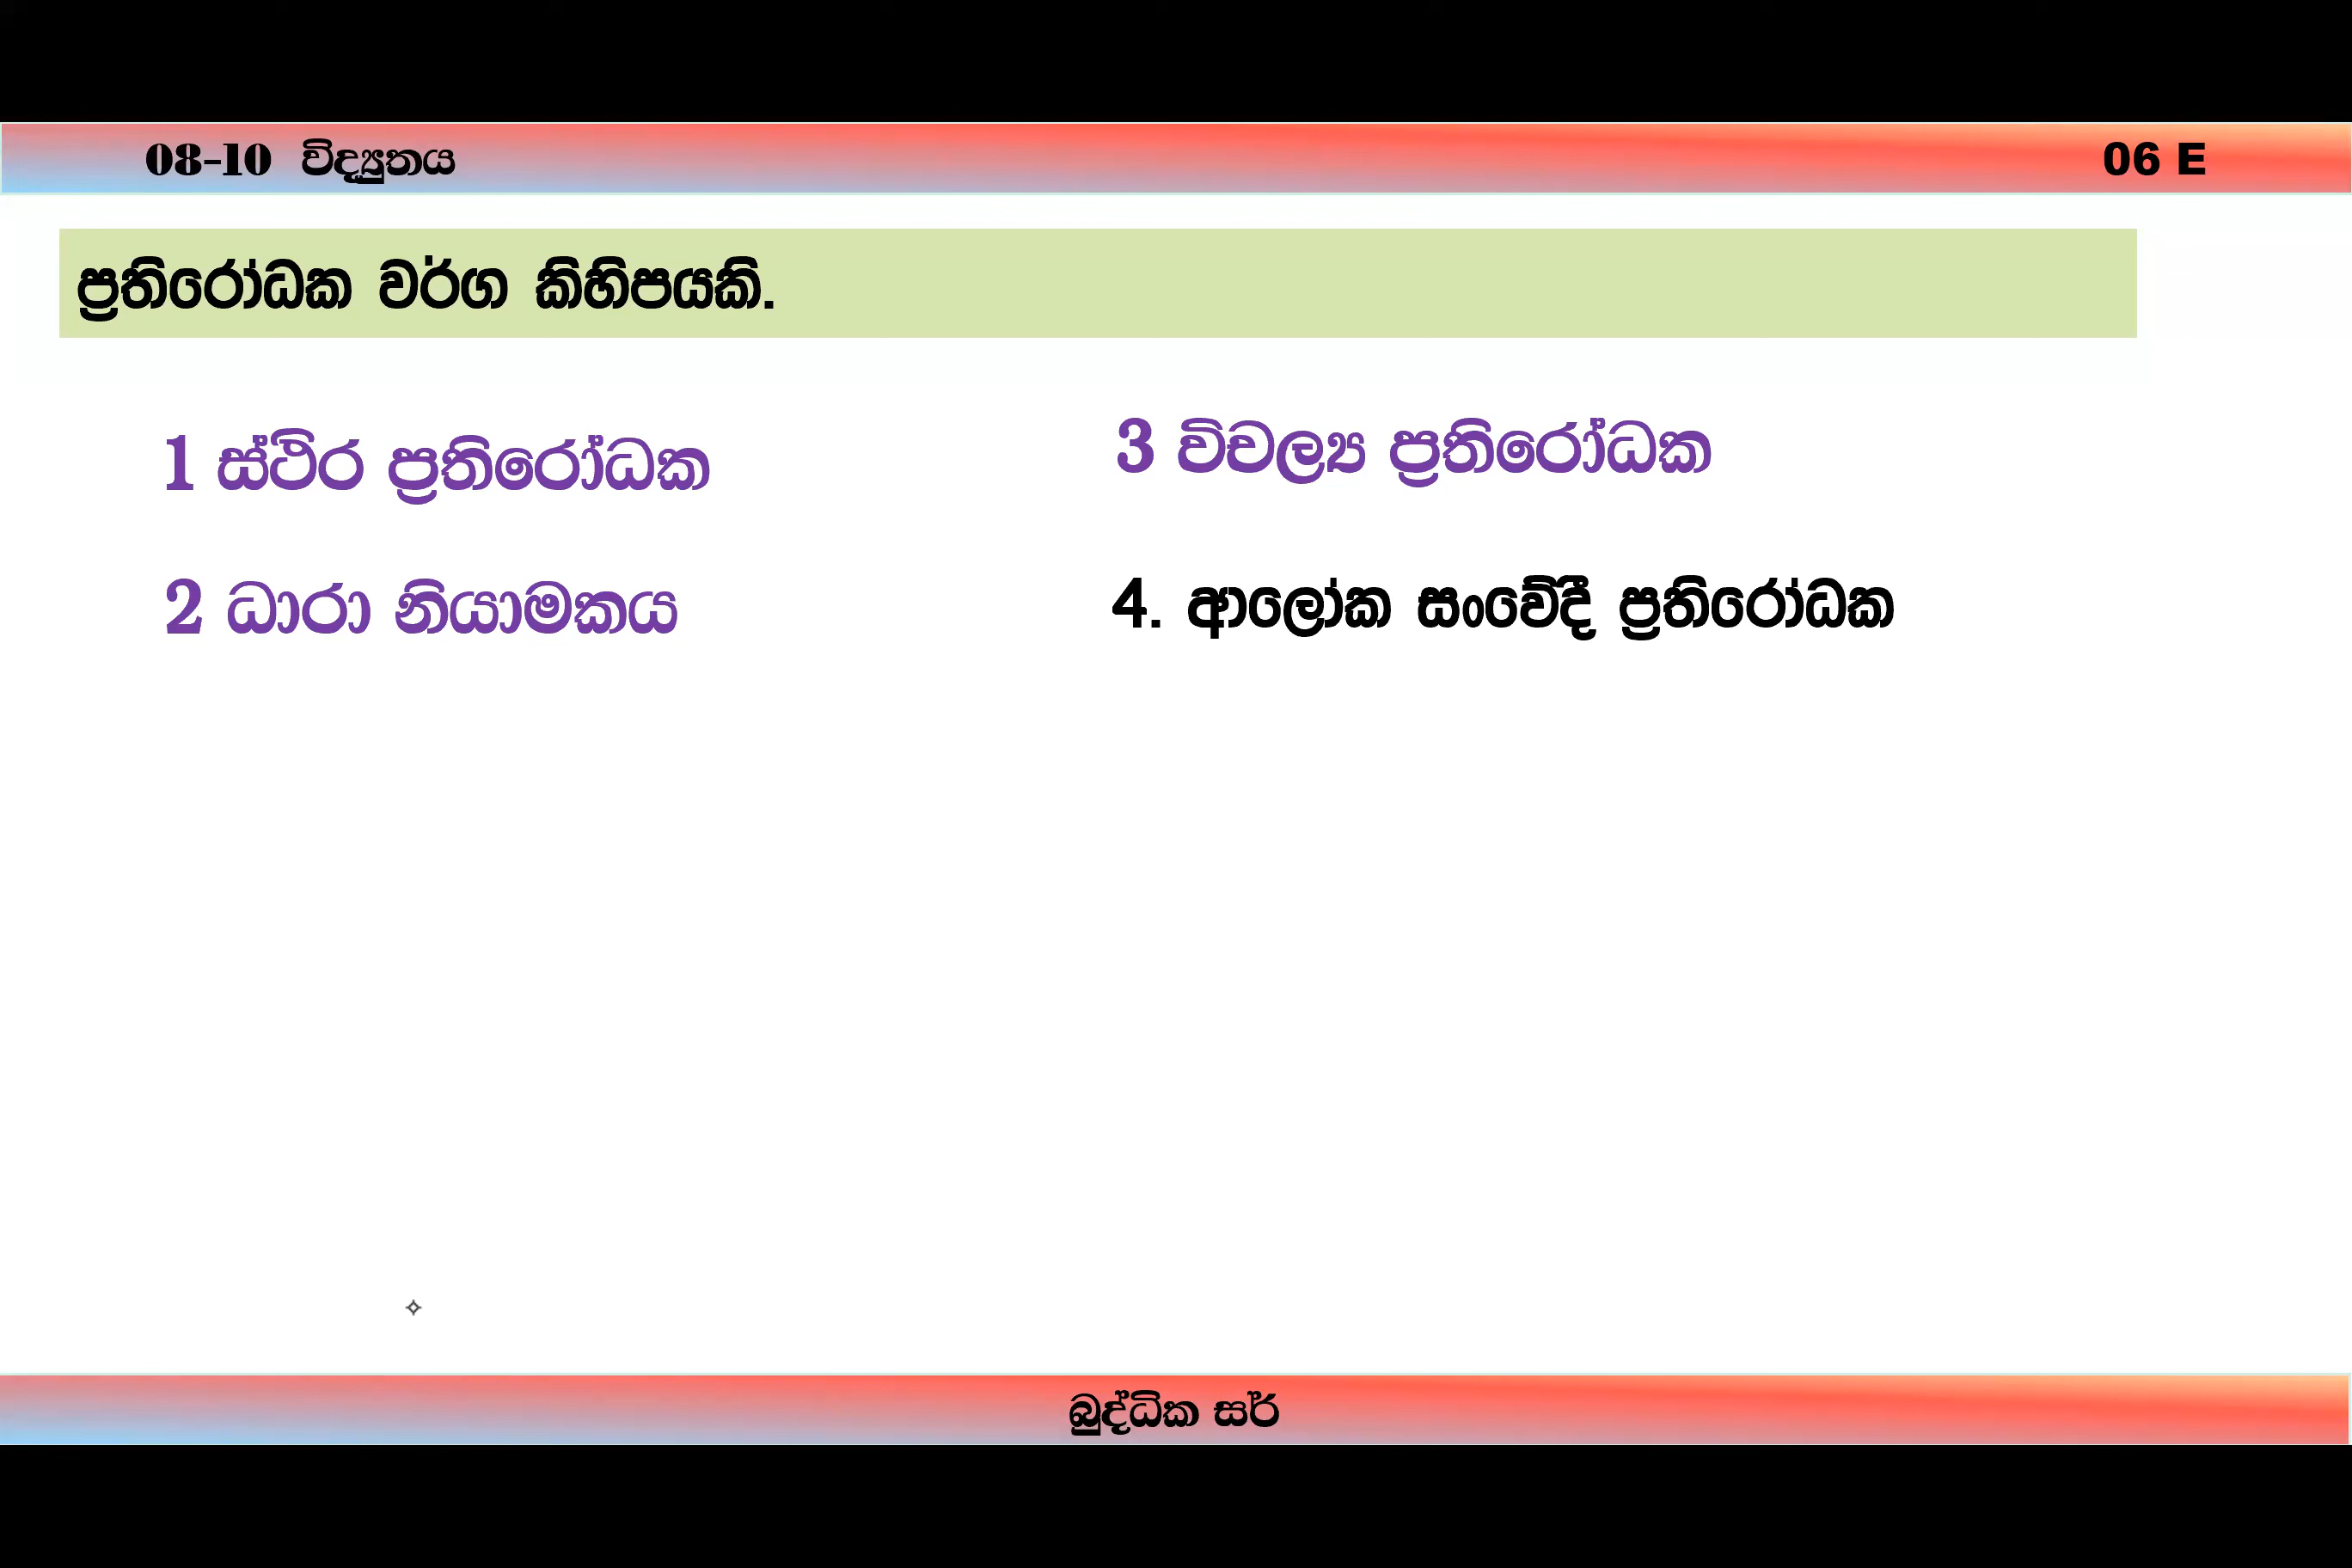 08-10 විද්‍යුතය 06 E
ප්‍රතිරෝධක වර්ග කිහිපයකි.
1 ස්ථිර ප්‍රතිරෝධක
2 ධාරා නියාමකය
3 විචල්‍ය ප්‍රතිරෝධක
4. ආලෝක සංවේදී ප්‍රතිරෝධක
බුද්ධික සර්